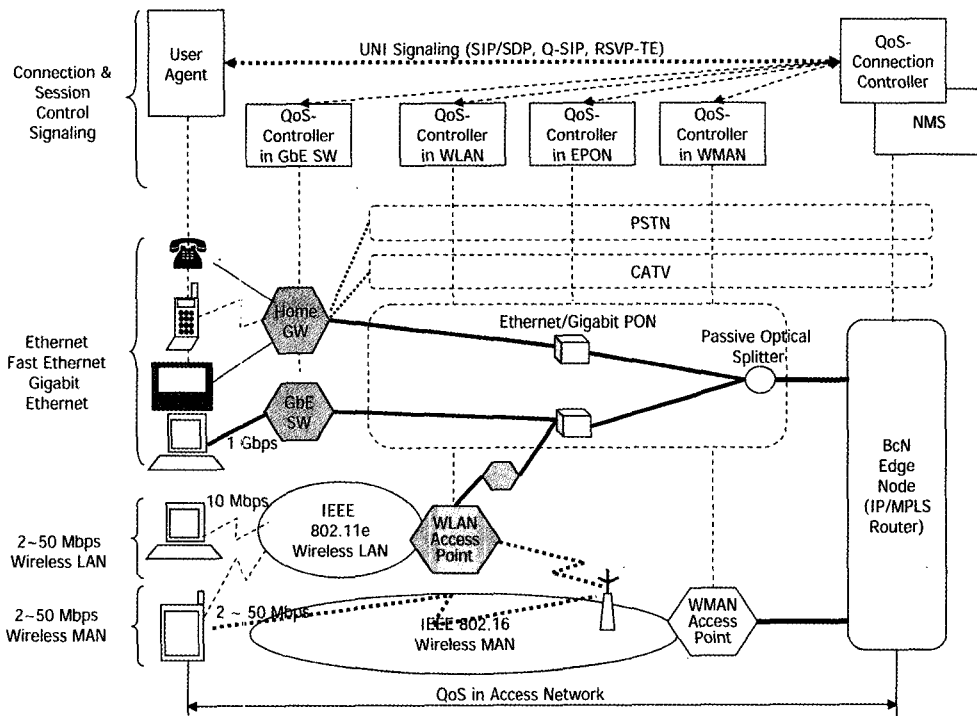 User
Agent
UNI Signaling (SIP/SDP, Q-SIP, RSVP-TE)
QoS-
Connection
Controller
NMS
Connection &
Session
Control
Signaling
QoS-
Controller
in GbE SW
QoS-
Controller
in WLAN
QoS-
Controller
in EPON
QoS-
Controller
in WMAN
PSTN
CATV
Ethernet
Fast Ethernet
Gigabit
Ethernet
Home
GW
Ethernet/Gigabit PON
Passive Optical
Splitter
GbE
SW
1 Gbps
BcN
Edge
Node
(IP/MPLS
Router)
2~50 Mbps
Wireless LAN
10 Mbps
IEEE
802.11e
Wireless LAN
WLAN
Access
Point
2~50 Mbps
Wireless MAN
2 ~ 50 Mbps
IEEE 802.16
Wireless MAN
WMAN
Access
Point
QoS in Access Network